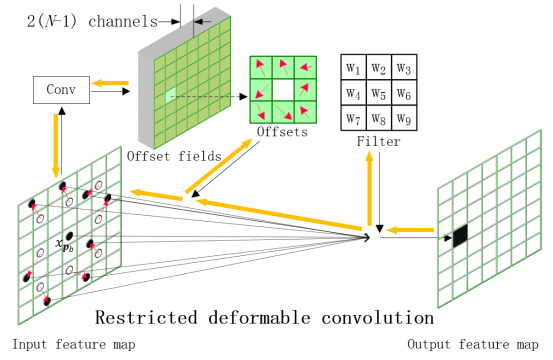 2(N-1) channels
Conv
Offset fields
Offsets
w1 w2 w3
w4 w5 w6
w7 w8 w9
Filter
xpb
Restricted deformable convolution
Input feature map
Output feature map